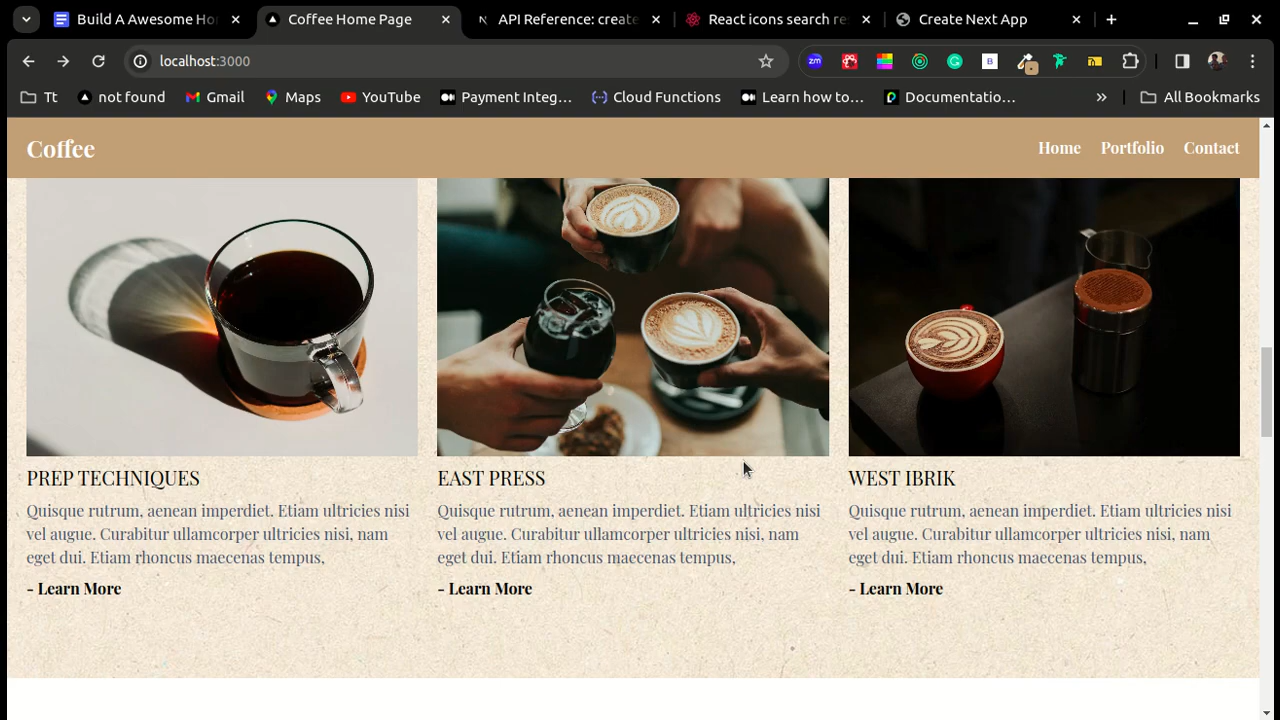 Build A Awesome Ho
Coffee Home Page
API Reference: create
React icons search re
Create Next App
localhost:3000
zm
B
Tt
not found
Gmail
Maps
YouTube
Payment Integ...
Cloud Functions
Learn how to...
Documentatio...
All Bookmarks
Coffee
Home
Portfolio
Contact
PREP TECHNIQUES
Quisque rutrum, aenean imperdiet. Etiam ultricies nisi
vel augue. Curabitur ullamcorper ultricies nisi, nam
eget dui. Etiam rhoncus maecenas tempus,
- Learn More
EAST PRESS
Quisque rutrum, aenean imperdiet. Etiam ultricies nisi
vel augue. Curabitur ullamcorper ultricies nisi, nam
eget dui. Etiam rhoncus maecenas tempus,
- Learn More
WEST IBRIK
Quisque rutrum, aenean imperdiet. Etiam ultricies nisi
vel augue. Curabitur ullamcorper ultricies nisi, nam
eget dui. Etiam rhoncus maecenas tempus,
- Learn More